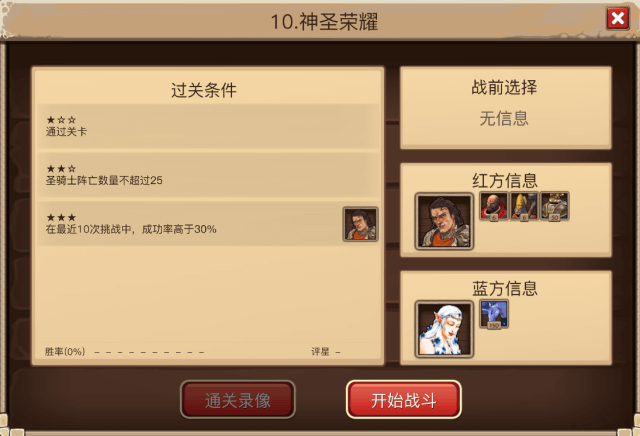 10.神圣荣耀
过关条件
★☆☆
通过关卡
★★☆
圣骑士阵亡数量不超过25
★★★
在最近10次挑战中，成功率高于30%
胜率(0%) - - - - - - - - - -
评星 -
战前选择
无信息
红方信息
蓝方信息
通关录像
开始战斗